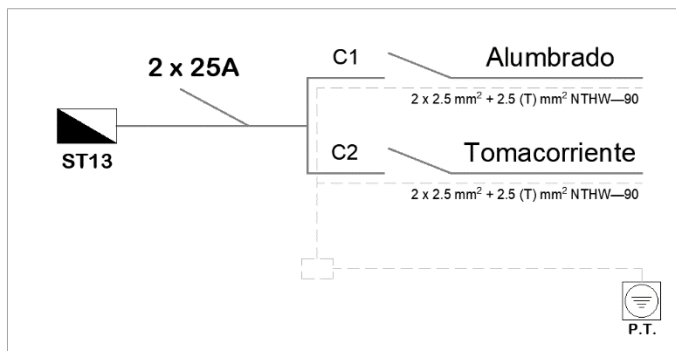 2 x 25A
C1
Alumbrado
2 x 2.5 mm² + 2.5 (T) mm² NTHW—90
ST13
C2
Tomacorriente
2 x 2.5 mm² + 2.5 (T) mm² NTHW—90
P.T.